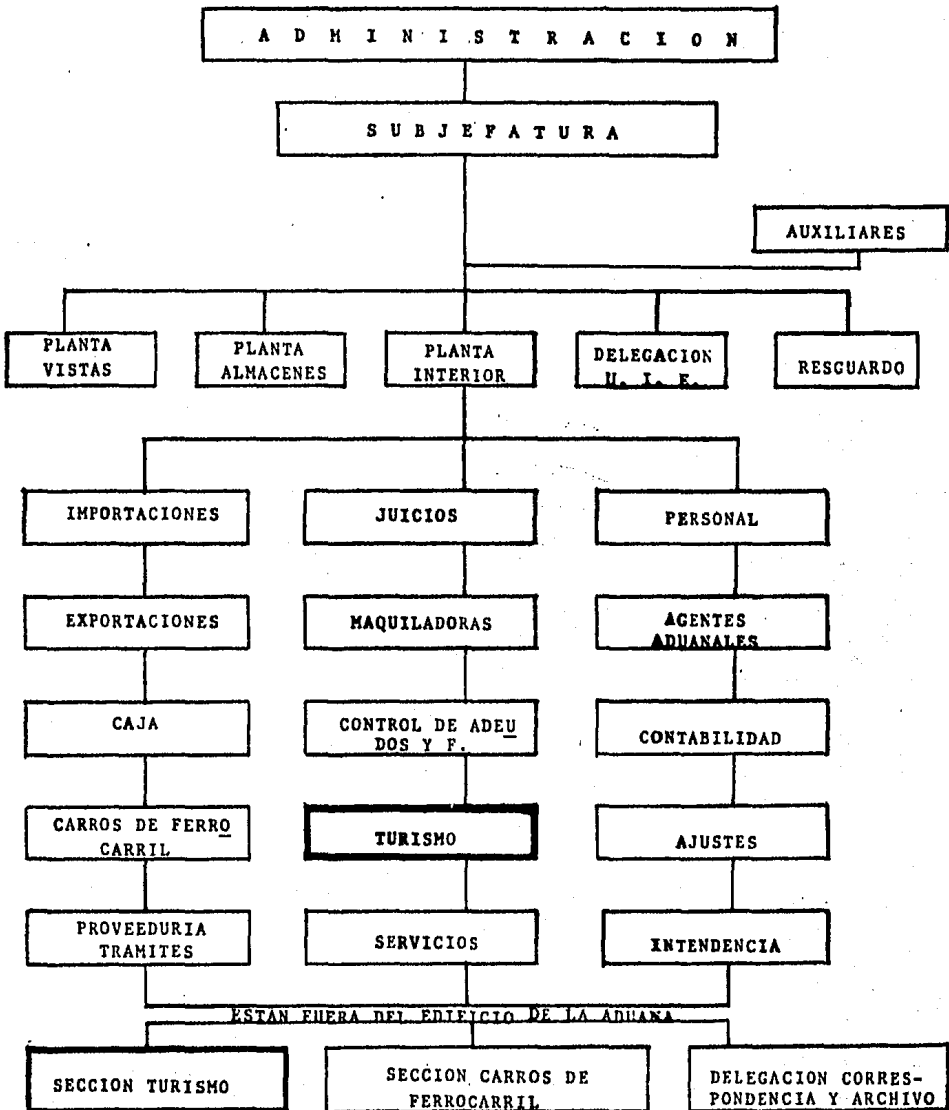 ADMINISTRACION
SUBJEFATURA
AUXILIARES
PLANTA
VISTAS
PLANTA
ALMACENES
PLANTA
INTERIOR
DELEGACION
RESGUARDO
IMPORTACIONES
JUICIOS
PERSONAL
EXPORTACIONES
MAQUILADORAS
AGENTES
ADUANALES
CAJA
CONTROL DE ADEU
DOS Y F.
CONTABILIDAD
CARROS DE FERRO
CARRIL
TURISMO
AJUSTES
PROVEEDURIA
TRAMITES
SERVICIOS
INTENDENCIA
ESTAN FUERA DEL EDIFICIO DE LA ADUANA
SECCION TURISMO
SECCION CARROS DE
FERROCARRIL
DELEGACION CORRES-
PONDENCIA Y ARCHIVO